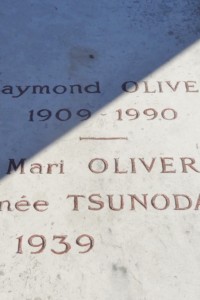 aymond OLIVE
1909-1990
Mari OLIVER
née TSUNODA
1939